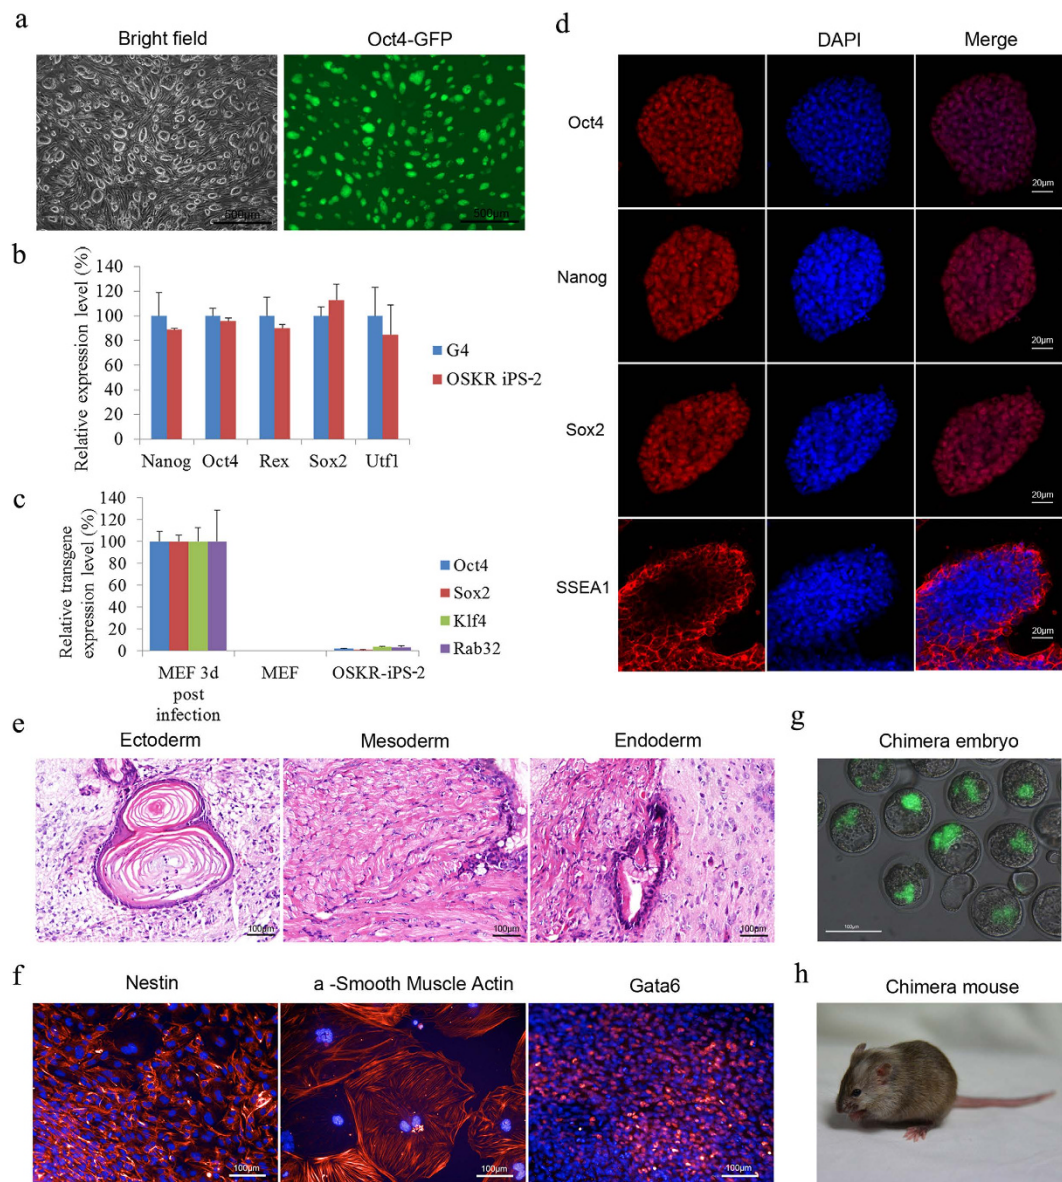 a
Bright field
Oct4-GFP
500µm
500µm
b
Relative expression level (%)
140
120
100
80
60
40
20
0
Nanog
Oct4
Rex
Sox2
Utf1
G4
OSKR iPS-2
c
Relative transgene
expression level (%)
140
120
100
80
60
40
20
0
MEF 3d
post
infection
MEF
OSKR-iPS-2
Oct4
Sox2
Klf4
Rab32
d
DAPI
Merge
Oct4
20µm
Nanog
20µm
Sox2
20µm
SSEA1
20µm
e
Ectoderm
Mesoderm
Endoderm
100µm
100µm
100µm
f
Nestin
a -Smooth Muscle Actin
Gata6
100µm
100µm
100µm
g
Chimera embryo
100µm
h
Chimera mouse